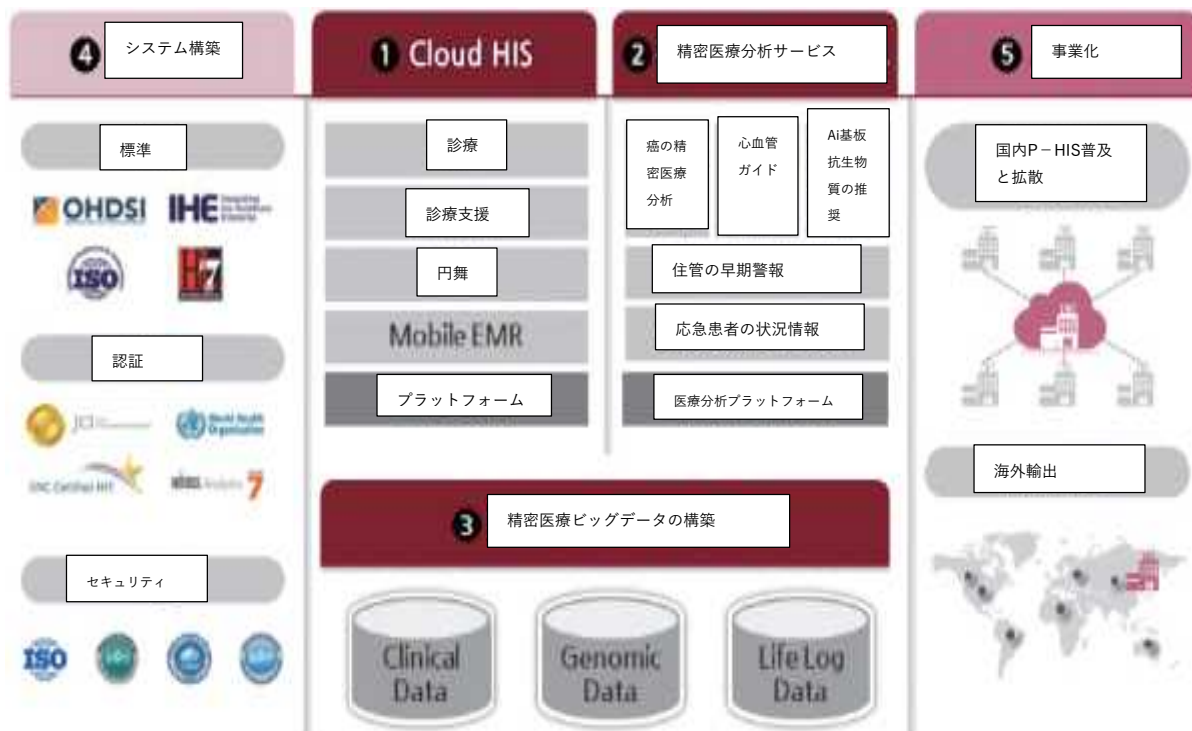 4 システム構築
標準
OHDSI
IHE
ISO
認証
JCI
World Health
Organization
ONC Certified HIT
Analytics 7
セキュリティ
ISO
1 Cloud HIS
診療
診療支援
円舞
Mobile EMR
プラットフォーム
2 精密医療分析サービス
癌の精
密医療
分析
心血管
ガイド
Ai基板
抗生物
質の推
奨
住管の早期警報
応急患者の状況情報
医療分析プラットフォーム
3 精密医療ビッグデータの構築
Clinical
Data
Genomic
Data
Life Log
Data
5 事業化
国内P－HIS普及
と拡散
海外輸出